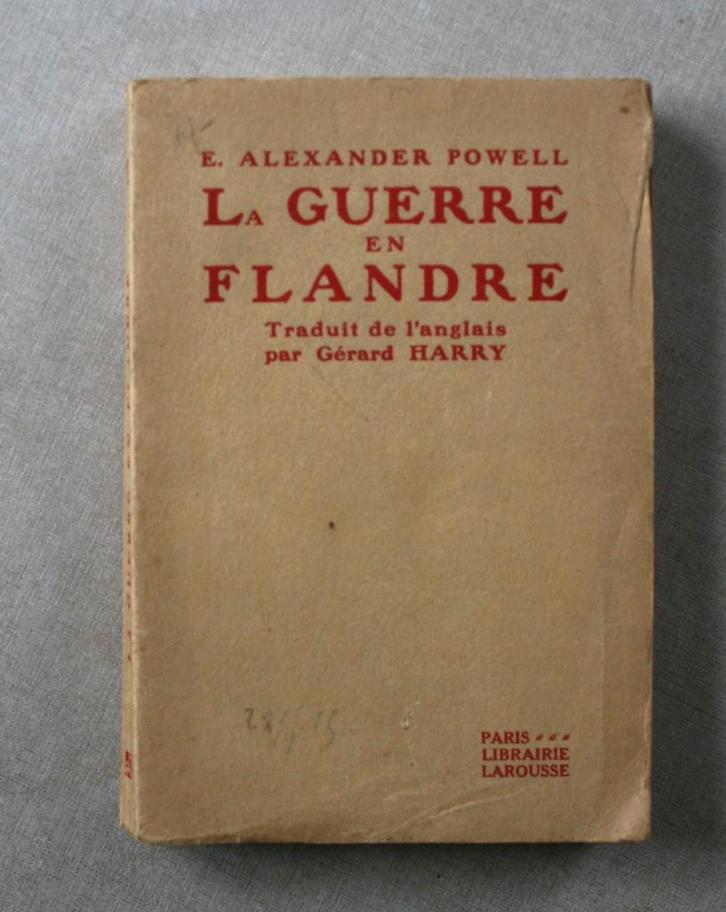 E. ALEXANDER POWELL
LA GUERRE
EN
FLANDRE
Traduit de l'anglais
par Gérard HARRY
PARIS
LIBRAIRIE
LAROUSSE